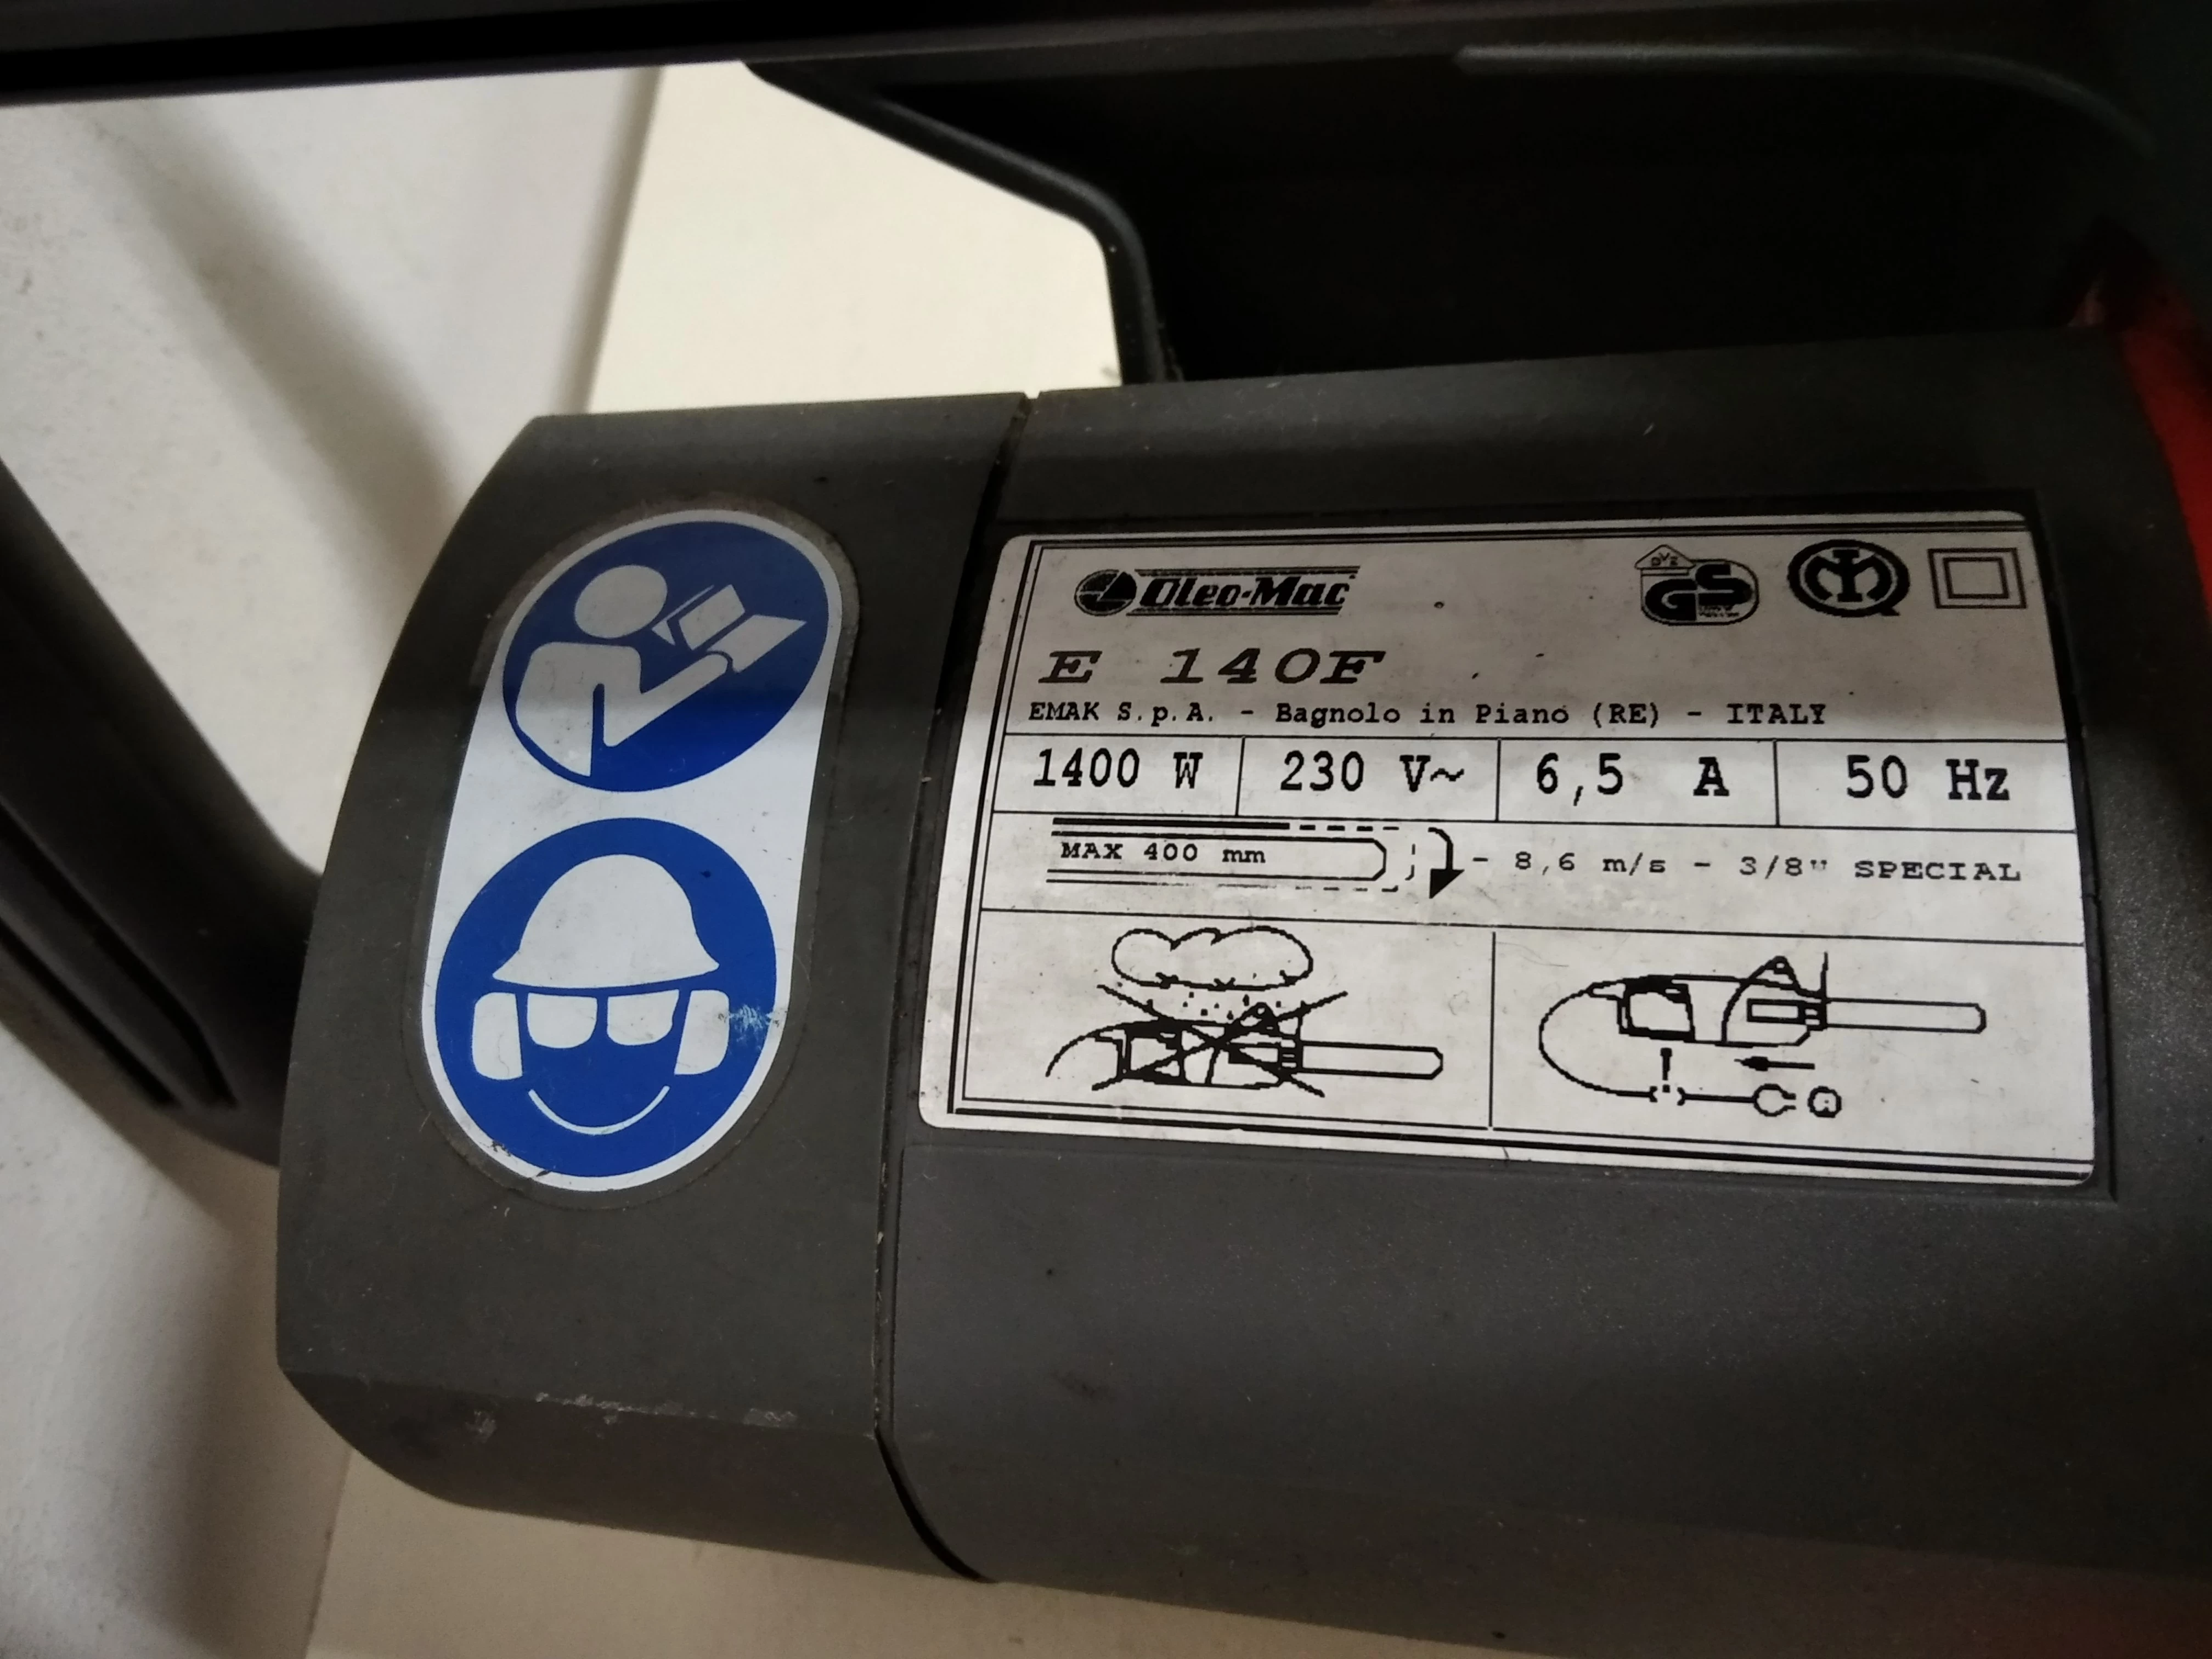 Oleo-Mac
GS
E 140F
EMAK S.p.A. - Bagnolo in Piano (RE) - ITALY
1400 W 230 V~ 6,5 A 50 Hz
MAX 400 mm - 8,6 m/s - 3/8" SPECIAL